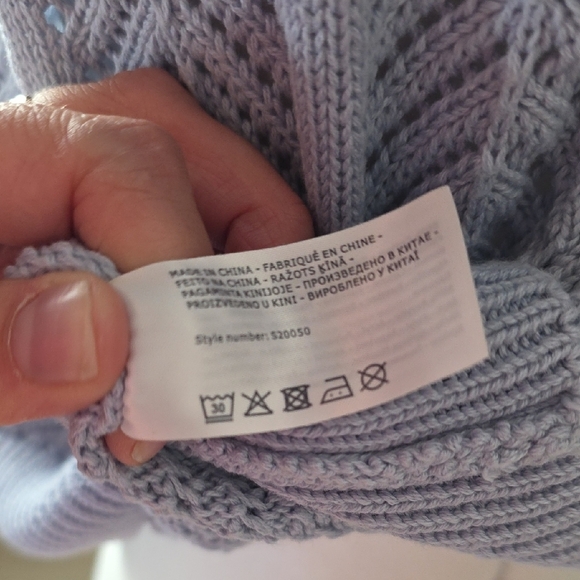 MADE IN CHINA - FABRIQUÉ EN CHINE -
FEITO NA CHINA - RAŽOTS ĶĪNĀ -
PAGAMINTA KINIJOJE - ПРОИЗВЕДЕНО В КИТАЕ -
PROIZVEDENO U KINI - ВИРОБЛЕНО У КИТАЇ
Style number: 520050
30